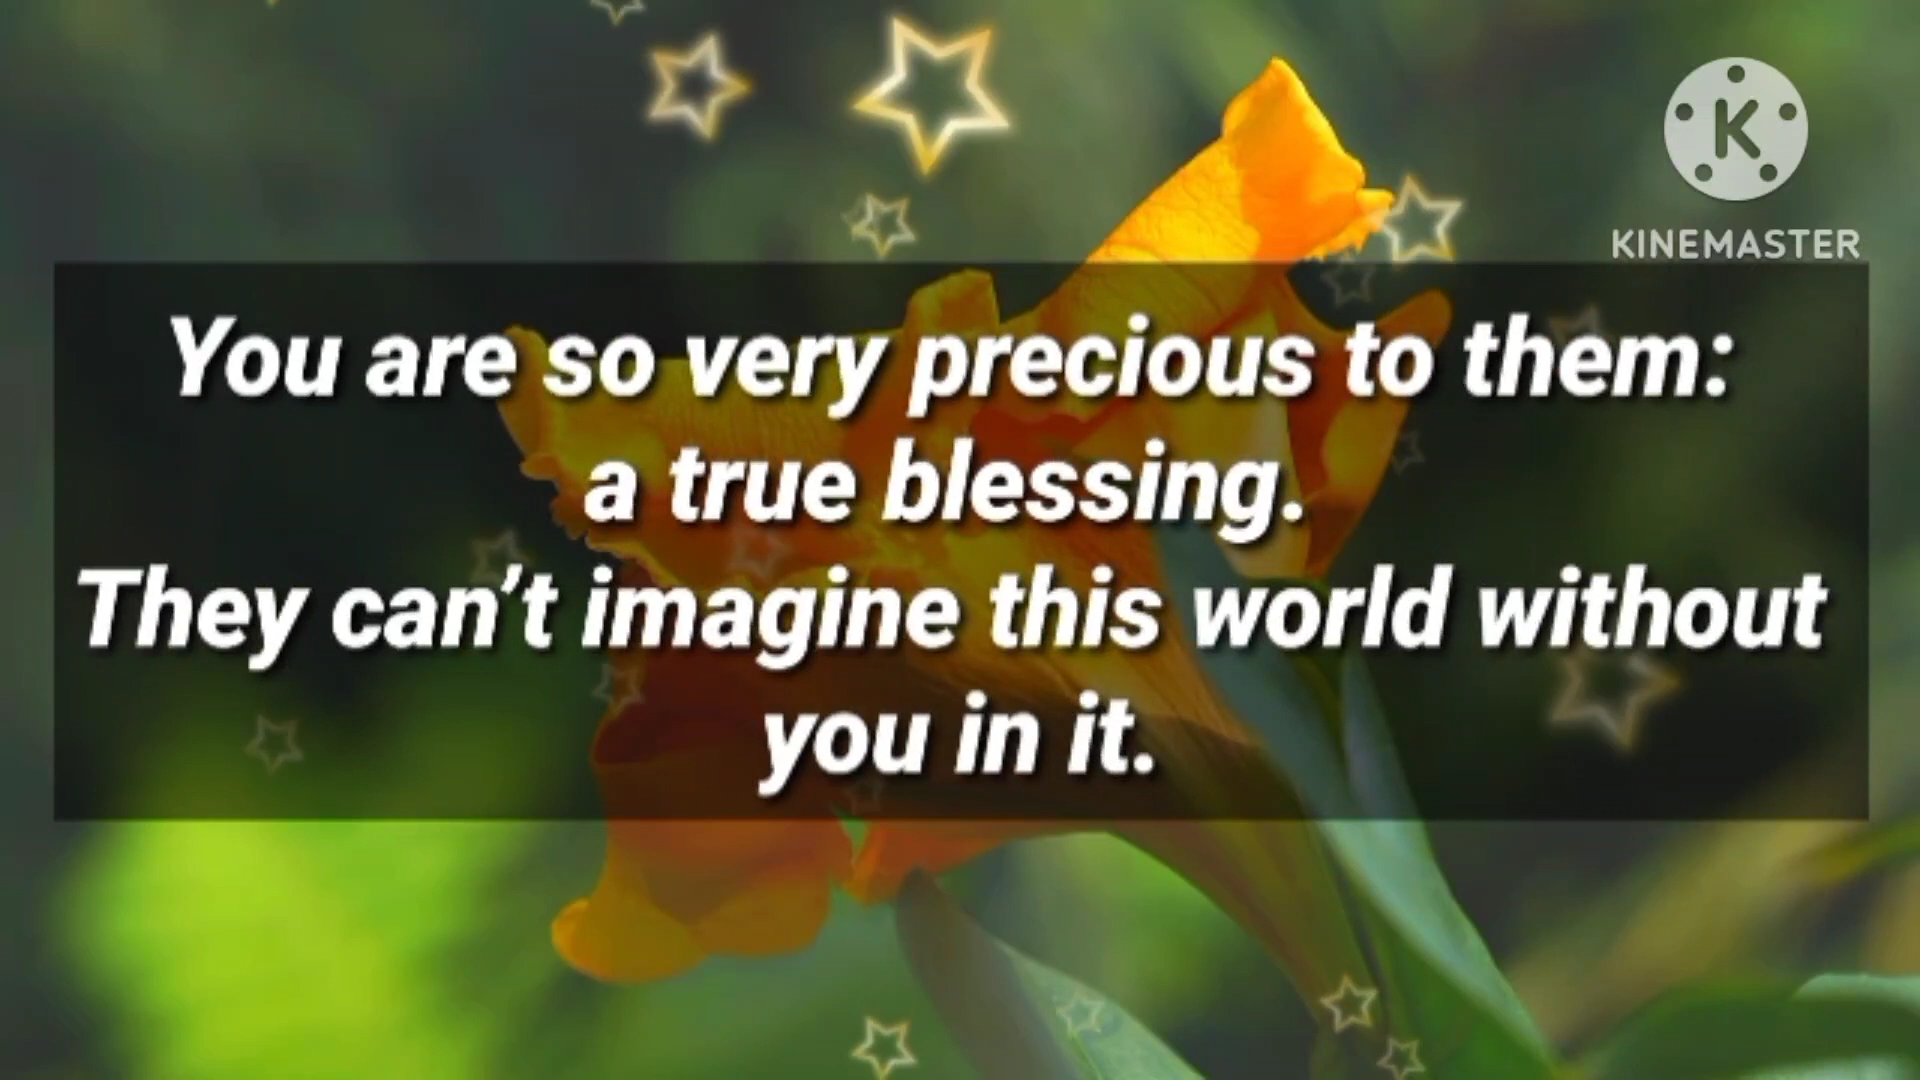 K
KINEMASTER
You are so very precious to them:
a true blessing.
They can’t imagine this world without
you in it.